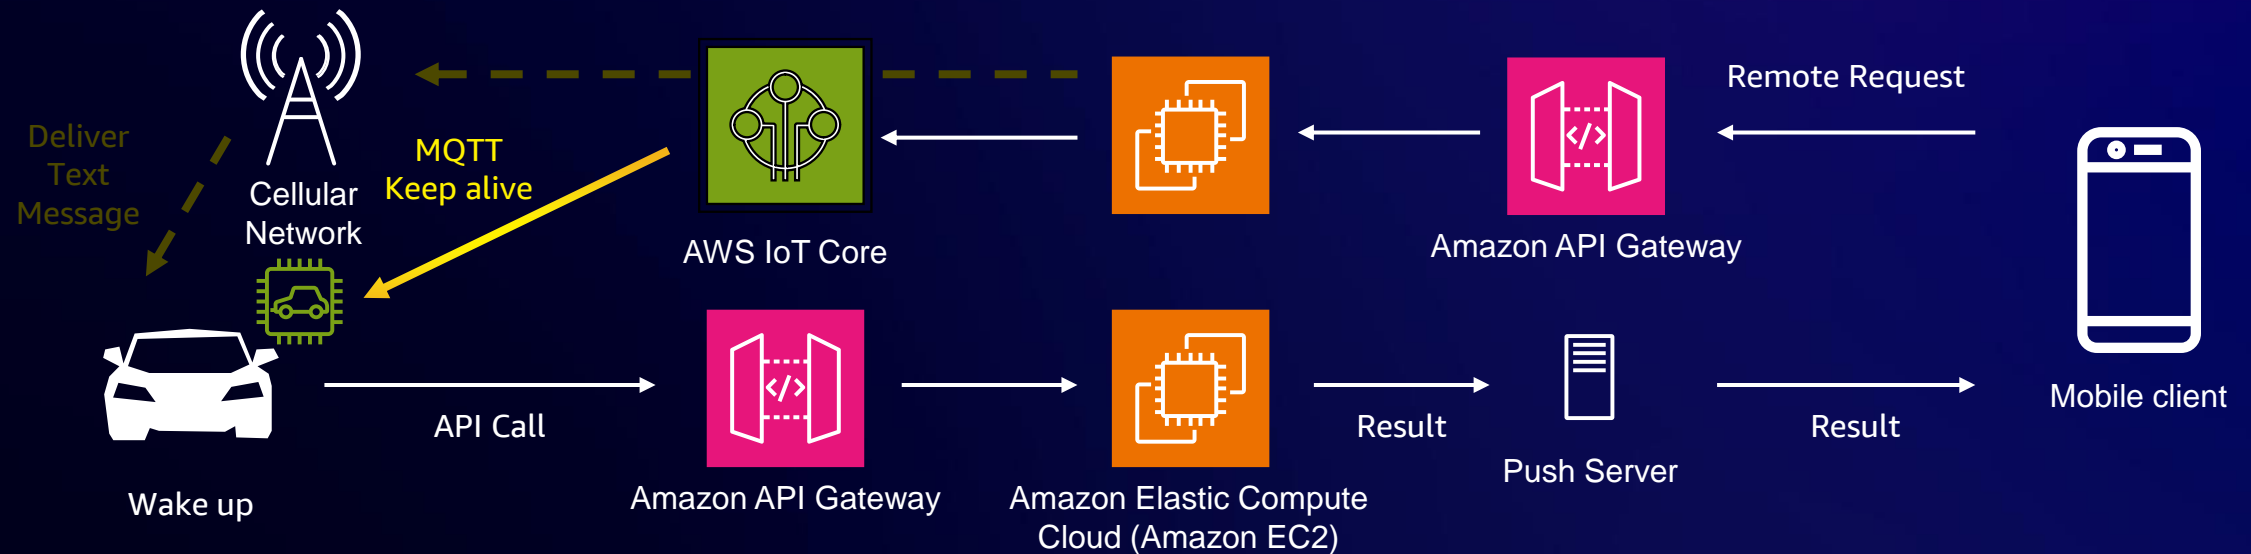 Remote Request
Deliver
Text
Message
MQTT
Keep alive
Cellular
Network
AWS IoT Core
Amazon API Gateway
</>
API Call
Result
Result
Mobile client
Wake up
Amazon API Gateway
</>
Amazon Elastic Compute
Cloud (Amazon EC2)
Push Server